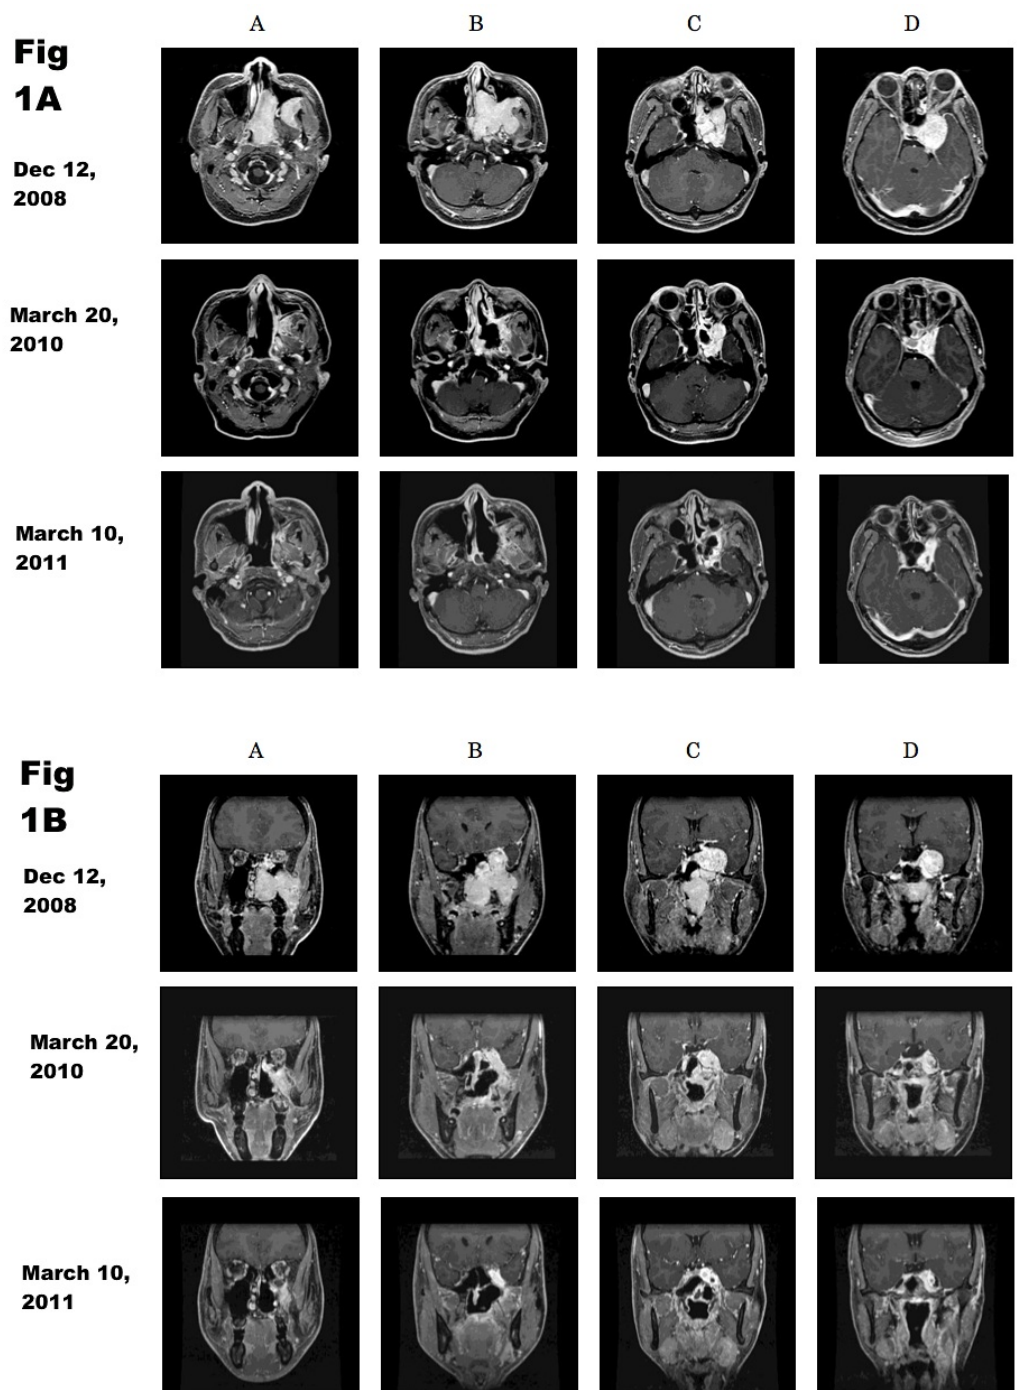 A B C D
Fig
1A
Dec 12,
2008
March 20,
2010
March 10,
2011
A B C D
Fig
1B
Dec 12,
2008
March 20,
2010
March 10,
2011